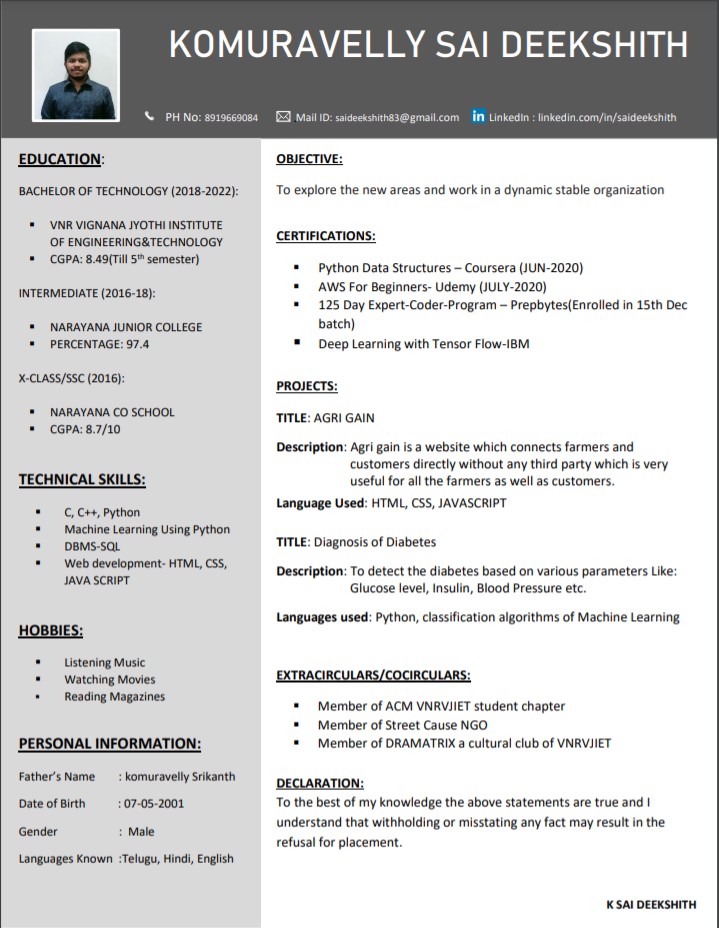 KOMURAVELLY SAI DEEKSHITH
PH No: 8919669084
Mail ID: saideekshith83@gmail.com
in LinkedIn : linkedin.com/in/saideekshith
EDUCATION:
BACHELOR OF TECHNOLOGY (2018-2022):
▪ VNR VIGNANA JYOTHI INSTITUTE
OF ENGINEERING&TECHNOLOGY
▪ CGPA: 8.49(Till 5th semester)
INTERMEDIATE (2016-18):
▪ NARAYANA JUNIOR COLLEGE
▪ PERCENTAGE: 97.4
X-CLASS/SSC (2016):
▪ NARAYANA CO SCHOOL
▪ CGPA: 8.7/10
TECHNICAL SKILLS:
▪ C, C++, Python
▪ Machine Learning Using Python
▪ DBMS-SQL
▪ Web development- HTML, CSS,
JAVA SCRIPT
HOBBIES:
▪ Listening Music
▪ Watching Movies
▪ Reading Magazines
PERSONAL INFORMATION:
Father's Name : komuravelly Srikanth
Date of Birth : 07-05-2001
Gender : Male
Languages Known :Telugu, Hindi, English
OBJECTIVE:
To explore the new areas and work in a dynamic stable organization
CERTIFICATIONS:
▪ Python Data Structures – Coursera (JUN-2020)
▪ AWS For Beginners- Udemy (JULY-2020)
▪ 125 Day Expert-Coder-Program – Prepbytes(Enrolled in 15th Dec
batch)
▪ Deep Learning with Tensor Flow-IBM
PROJECTS:
TITLE: AGRI GAIN
Description: Agri gain is a website which connects farmers and
customers directly without any third party which is very
useful for all the farmers as well as customers.
Language Used: HTML, CSS, JAVASCRIPT
TITLE: Diagnosis of Diabetes
Description: To detect the diabetes based on various parameters Like:
Glucose level, Insulin, Blood Pressure etc.
Languages used: Python, classification algorithms of Machine Learning
EXTRACIRCULARS/COCIRCULARS:
▪ Member of ACM VNRVJIET student chapter
▪ Member of Street Cause NGO
▪ Member of DRAMATRIX a cultural club of VNRVJIET
DECLARATION:
To the best of my knowledge the above statements are true and I
understand that withholding or misstating any fact may result in the
refusal for placement.
K SAI DEEKSHITH